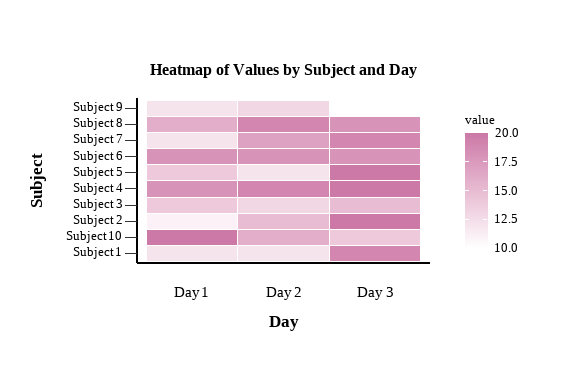 Heatmap of Values by Subject and Day
Subject 9
Subject 8
Subject 7
Subject 6
Subject 5
Subject 4
Subject 3
Subject 2
Subject 10
Subject 1
Subject
Day 1
Day 2
Day 3
Day
value
20.0
17.5
15.0
12.5
10.0